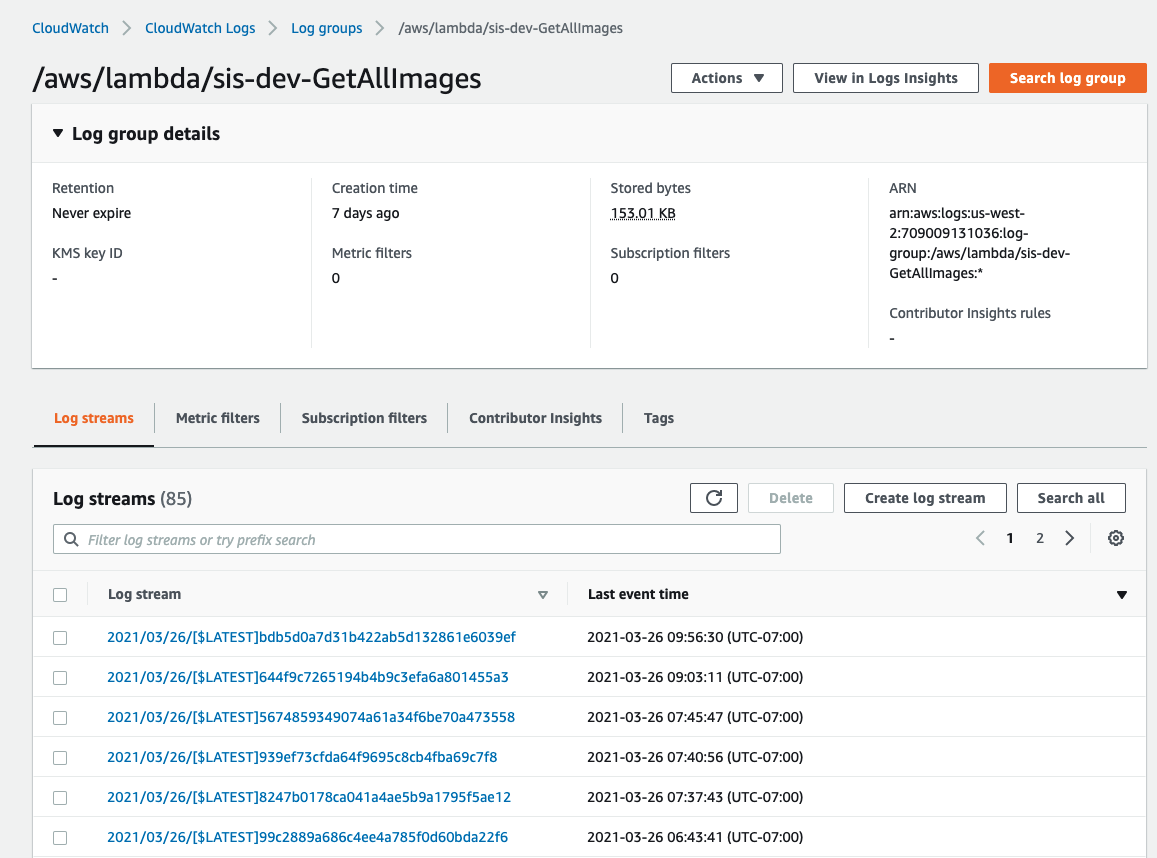 CloudWatch > CloudWatch Logs > Log groups > /aws/lambda/sis-dev-GetAllImages
/aws/lambda/sis-dev-GetAllImages
Actions ▼ View in Logs Insights Search log group
▼ Log group details
Retention
Never expire
KMS key ID
-
Creation time
7 days ago
Metric filters
0
Stored bytes
153.01 KB
Subscription filters
0
ARN
arn:aws:logs:us-west-
2:709009131036:log-
group:/aws/lambda/sis-dev-
GetAllImages:*
Contributor Insights rules
-
Log streams Metric filters Subscription filters Contributor Insights Tags
Log streams (85)
Delete Create log stream Search all
Filter log streams or try prefix search
< 1 2 >
Log stream Last event time
2021/03/26/[$LATEST]bdb5d0a7d31b422ab5d132861e6039ef 2021-03-26 09:56:30 (UTC-07:00)
2021/03/26/[$LATEST]644f9c7265194b4b9c3efa6a801455a3 2021-03-26 09:03:11 (UTC-07:00)
2021/03/26/[$LATEST]5674859349074a61a34f6be70a473558 2021-03-26 07:45:47 (UTC-07:00)
2021/03/26/[$LATEST]939ef73cfda64f9695c8cb4fba69c7f8 2021-03-26 07:40:56 (UTC-07:00)
2021/03/26/[$LATEST]8247b0178ca041a4ae5b9a1795f5ae12 2021-03-26 07:37:43 (UTC-07:00)
2021/03/26/[$LATEST]99c2889a686c4ee4a785f0d60bda22f6 2021-03-26 06:43:41 (UTC-07:00)